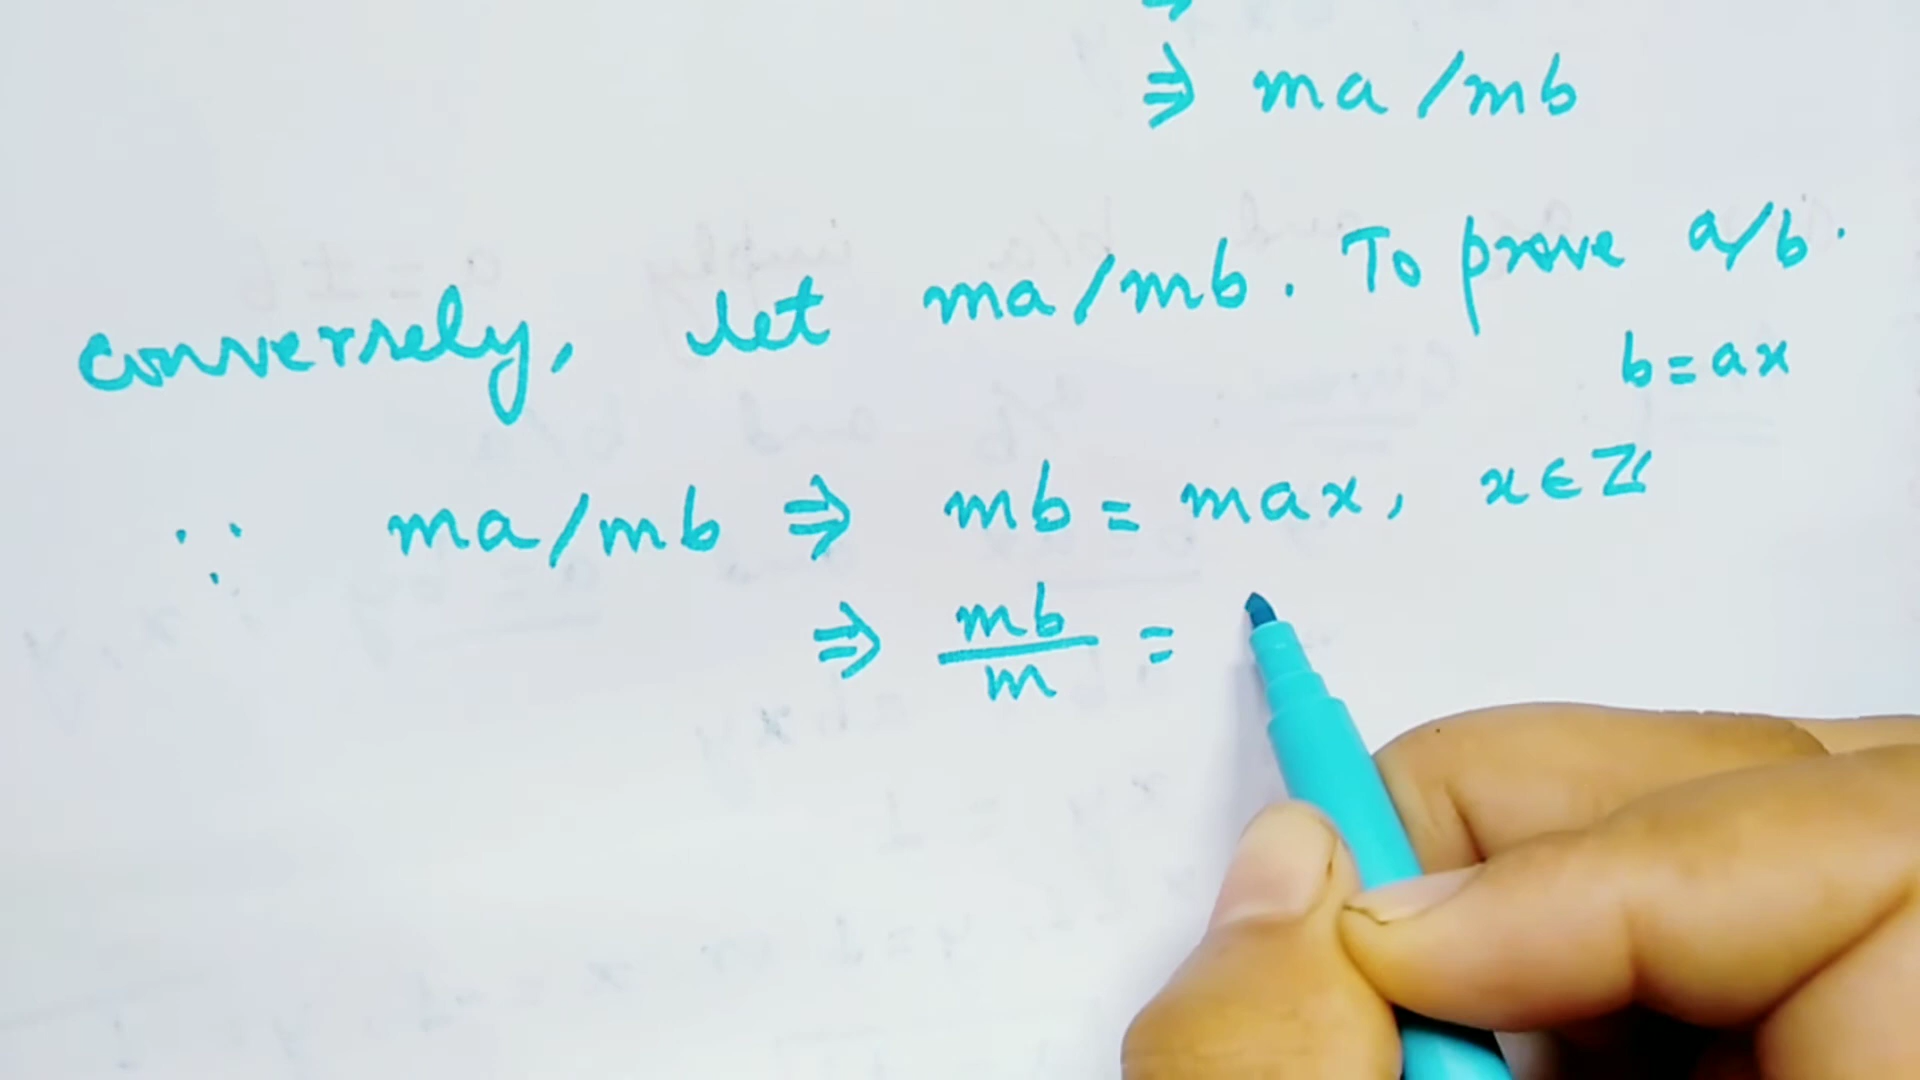 ⇒ ma/mb
Conversely, let ma/mb. To prove a/b.
b = ax
∵ ma/mb ⇒ mb = max, x ∈ ℤ
⇒ mb/m =